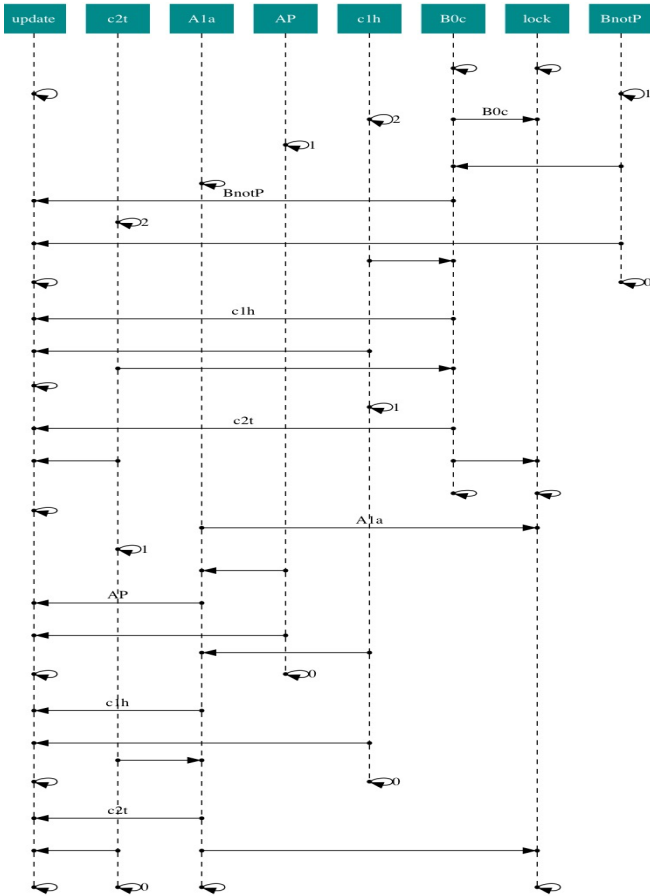 update c2t A1a AP c1h B0c lock BnotP
1
2 B0c
1
BnotP
2
0
c1h
1
c2t
A1a
1
AP
0
c1h
0
c2t
0